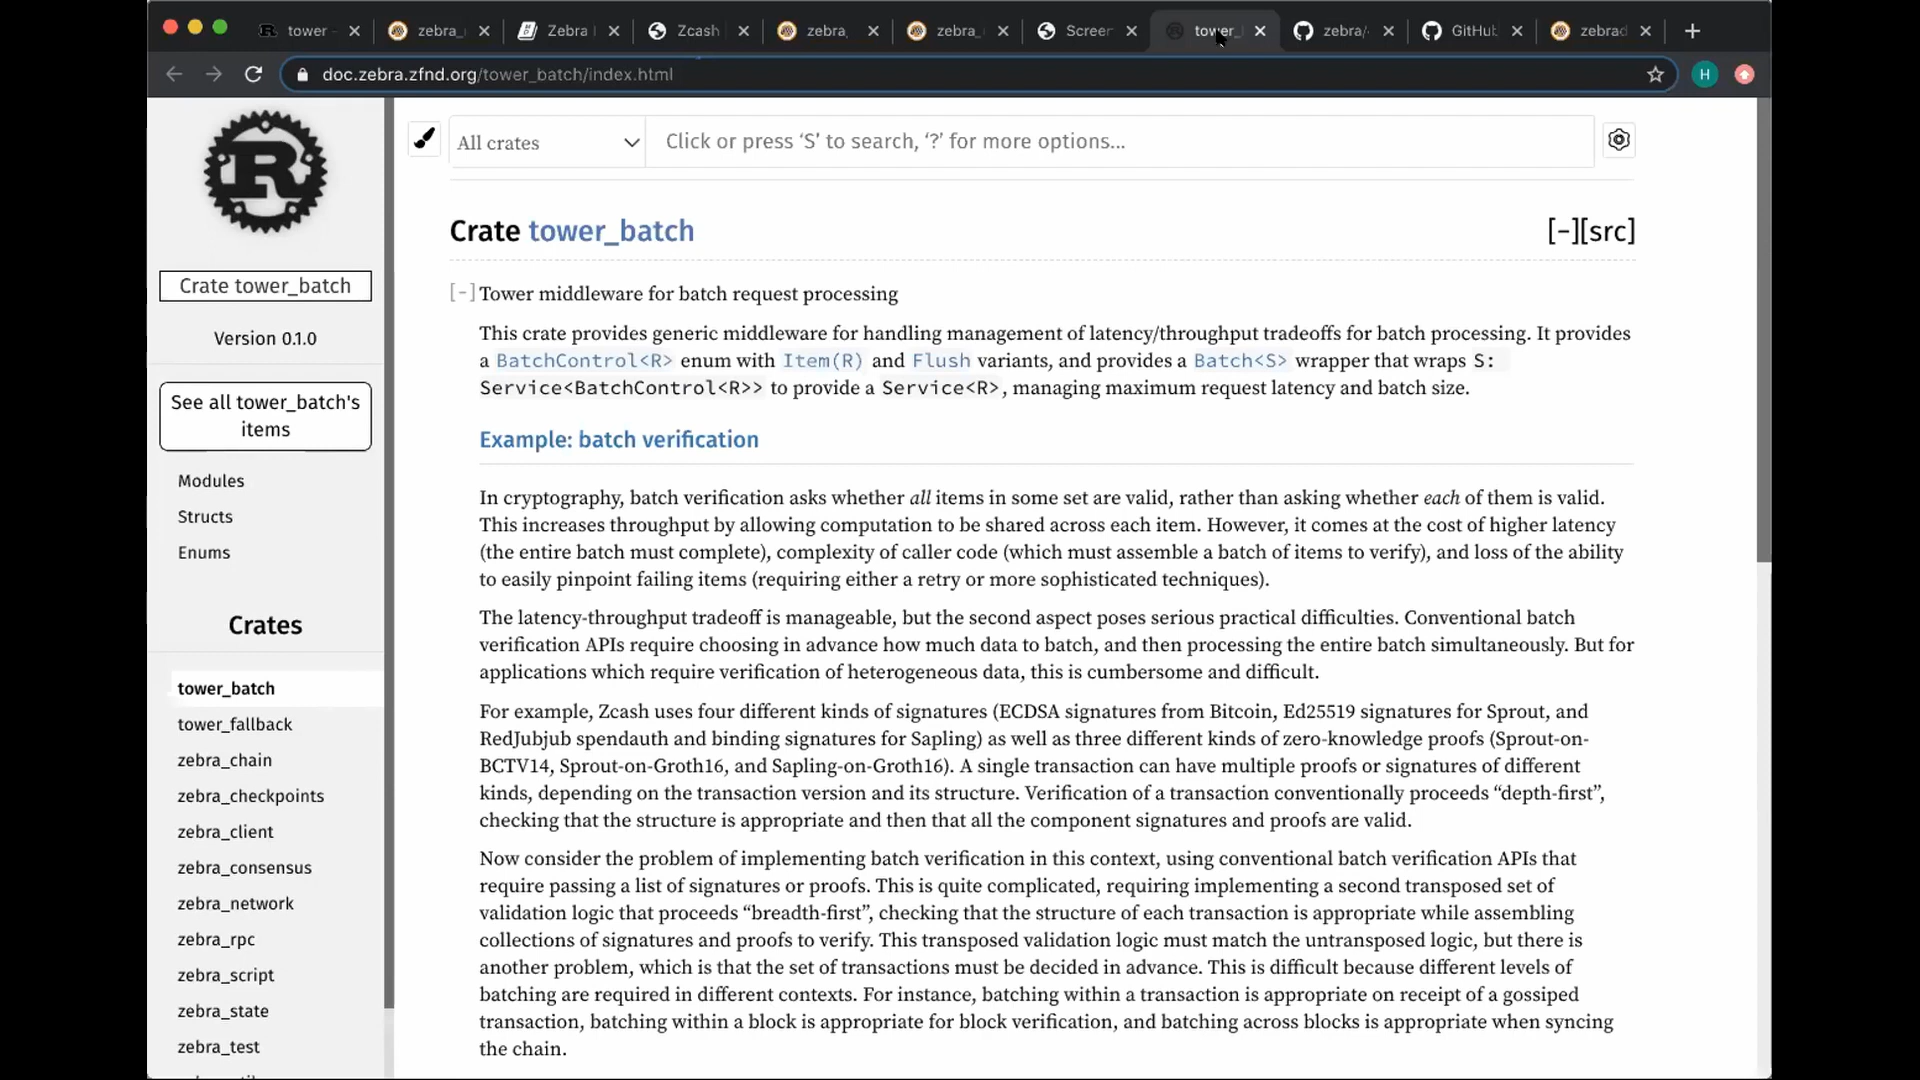 tower
zebra_
Zebra
Zcash
zebra_
zebra_
Screen
tower_
zebra/
GitHub
zebrad
doc.zebra.zfnd.org/tower_batch/index.html
H
R
Crate tower_batch
Version 0.1.0
See all tower_batch's
items
Modules
Structs
Enums
Crates
tower_batch
tower_fallback
zebra_chain
zebra_checkpoints
zebra_client
zebra_consensus
zebra_network
zebra_rpc
zebra_script
zebra_state
zebra_test
All crates
Click or press ‘S’ to search, ‘?’ for more options…
Crate tower_batch
[−][src]
[−] Tower middleware for batch request processing
This crate provides generic middleware for handling management of latency/throughput tradeoffs for batch processing. It provides
a BatchControl<R> enum with Item(R) and Flush variants, and provides a Batch<S> wrapper that wraps S:
Service<BatchControl<R>> to provide a Service<R>, managing maximum request latency and batch size.
Example: batch verification
In cryptography, batch verification asks whether all items in some set are valid, rather than asking whether each of them is valid.
This increases throughput by allowing computation to be shared across each item. However, it comes at the cost of higher latency
(the entire batch must complete), complexity of caller code (which must assemble a batch of items to verify), and loss of the ability
to easily pinpoint failing items (requiring either a retry or more sophisticated techniques).
The latency-throughput tradeoff is manageable, but the second aspect poses serious practical difficulties. Conventional batch
verification APIs require choosing in advance how much data to batch, and then processing the entire batch simultaneously. But for
applications which require verification of heterogeneous data, this is cumbersome and difficult.
For example, Zcash uses four different kinds of signatures (ECDSA signatures from Bitcoin, Ed25519 signatures for Sprout, and
RedJubjub spendauth and binding signatures for Sapling) as well as three different kinds of zero-knowledge proofs (Sprout-on-
BCTV14, Sprout-on-Groth16, and Sapling-on-Groth16). A single transaction can have multiple proofs or signatures of different
kinds, depending on the transaction version and its structure. Verification of a transaction conventionally proceeds “depth-first”,
checking that the structure is appropriate and then that all the component signatures and proofs are valid.
Now consider the problem of implementing batch verification in this context, using conventional batch verification APIs that
require passing a list of signatures or proofs. This is quite complicated, requiring implementing a second transposed set of
validation logic that proceeds “breadth-first”, checking that the structure of each transaction is appropriate while assembling
collections of signatures and proofs to verify. This transposed validation logic must match the untransposed logic, but there is
another problem, which is that the set of transactions must be decided in advance. This is difficult because different levels of
batching are required in different contexts. For instance, batching within a transaction is appropriate on receipt of a gossiped
transaction, batching within a block is appropriate for block verification, and batching across blocks is appropriate when syncing
the chain.